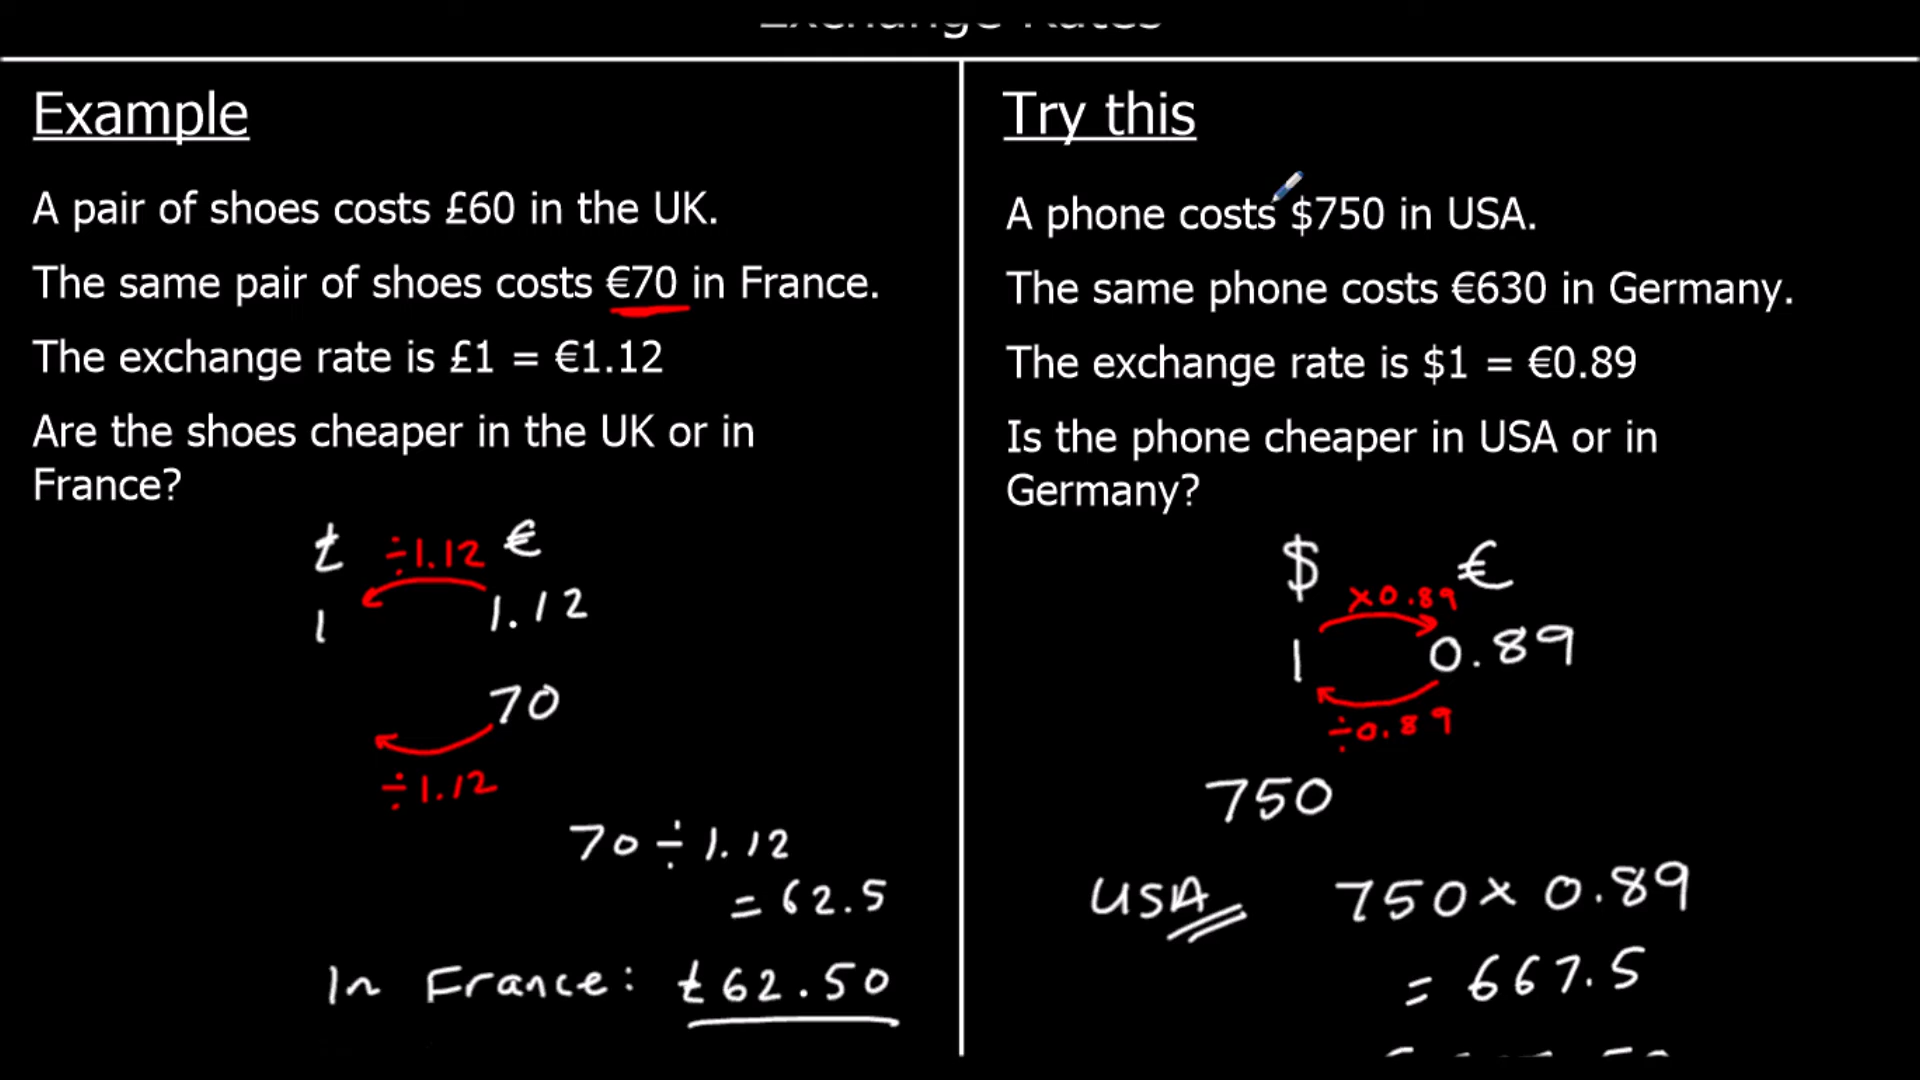 Exchange Rates
Example
A pair of shoes costs £60 in the UK.
The same pair of shoes costs €70 in France.
The exchange rate is £1 = €1.12
Are the shoes cheaper in the UK or in
France?
£ ÷1.12 €
1 1.12
70
÷1.12
70 ÷ 1.12
= 62.5
In France: £62.50
Try this
A phone costs $750 in USA.
The same phone costs €630 in Germany.
The exchange rate is $1 = €0.89
Is the phone cheaper in USA or in
Germany?
$ €
×0.89
1 0.89
÷0.89
750
USA 750 × 0.89
= 667.5